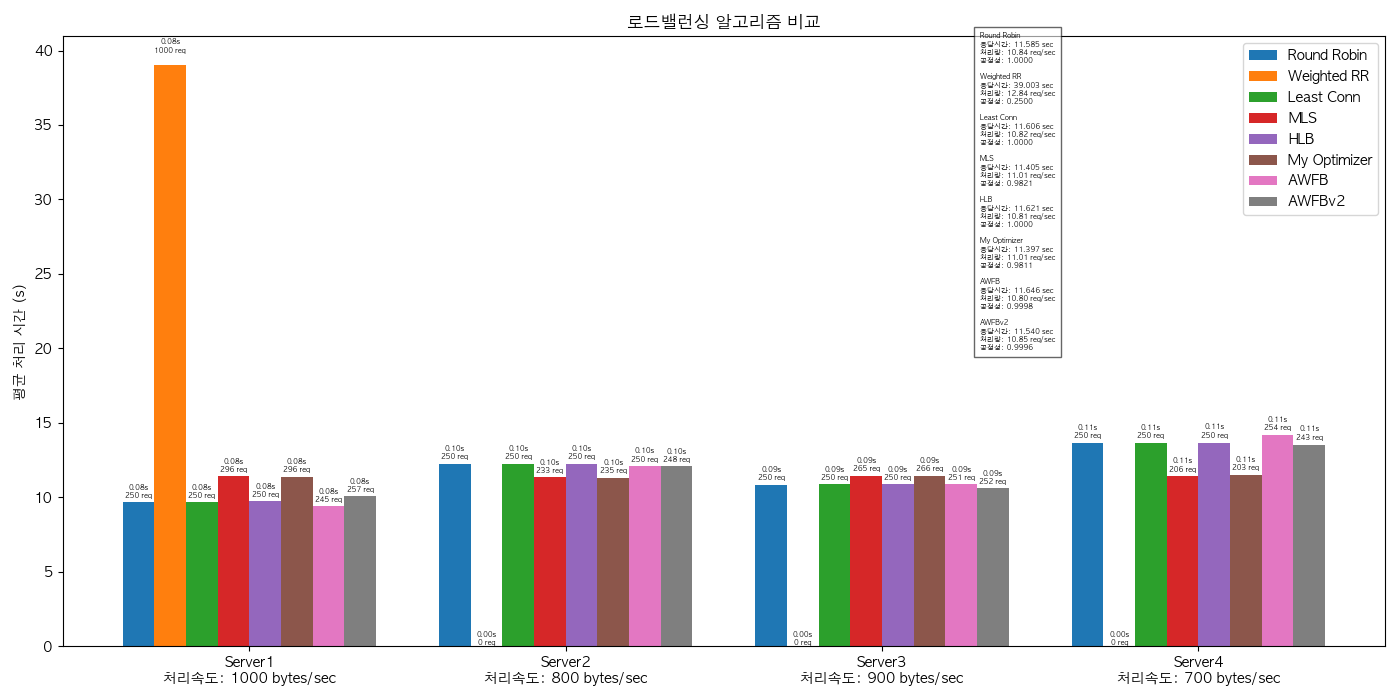 로드밸런싱 알고리즘 비교
평균 처리 시간 (s)
40
35
30
25
20
15
10
5
0
0.08s
1000 req
0.08s
250 req
0.08s
250 req
0.08s
296 req
0.08s
250 req
0.08s
296 req
0.08s
245 req
0.08s
257 req
0.10s
250 req
0.00s
0 req
0.10s
250 req
0.10s
233 req
0.10s
250 req
0.10s
235 req
0.10s
250 req
0.10s
248 req
0.09s
250 req
0.00s
0 req
0.09s
250 req
0.09s
265 req
0.09s
250 req
0.09s
266 req
0.09s
251 req
0.09s
252 req
0.11s
250 req
0.00s
0 req
0.11s
250 req
0.11s
206 req
0.11s
250 req
0.11s
203 req
0.11s
254 req
0.11s
243 req
Round Robin
응답시간: 11.585 sec
처리량: 10.84 req/sec
공정성: 1.0000
Weighted RR
응답시간: 39.003 sec
처리량: 12.84 req/sec
공정성: 0.2500
Least Conn
응답시간: 11.606 sec
처리량: 10.82 req/sec
공정성: 1.0000
MLS
응답시간: 11.405 sec
처리량: 11.01 req/sec
공정성: 0.9821
HLB
응답시간: 11.621 sec
처리량: 10.81 req/sec
공정성: 1.0000
My Optimizer
응답시간: 11.397 sec
처리량: 11.01 req/sec
공정성: 0.9811
AWFB
응답시간: 11.646 sec
처리량: 10.80 req/sec
공정성: 0.9998
AWFBv2
응답시간: 11.540 sec
처리량: 10.85 req/sec
공정성: 0.9996
Round Robin
Weighted RR
Least Conn
MLS
HLB
My Optimizer
AWFB
AWFBv2
Server1
처리속도: 1000 bytes/sec
Server2
처리속도: 800 bytes/sec
Server3
처리속도: 900 bytes/sec
Server4
처리속도: 700 bytes/sec